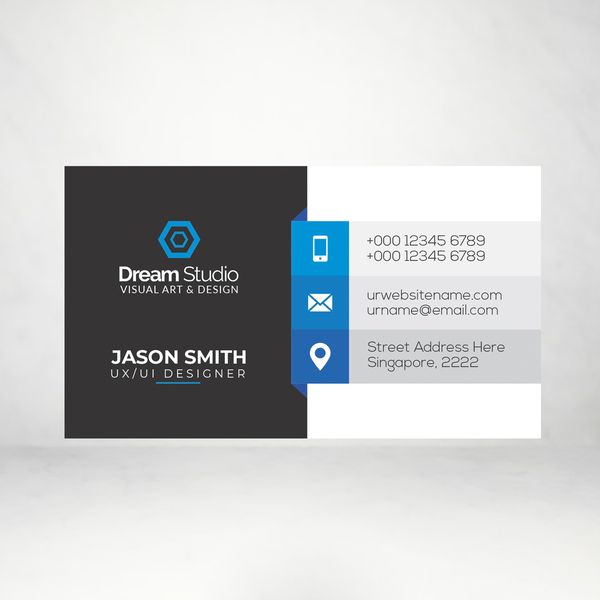 Dream Studio
VISUAL ART & DESIGN
JASON SMITH
UX/UI DESIGNER
+000 12345 6789
+000 12345 6789
urwebsitename.com
urname@email.com
Street Address Here
Singapore, 2222